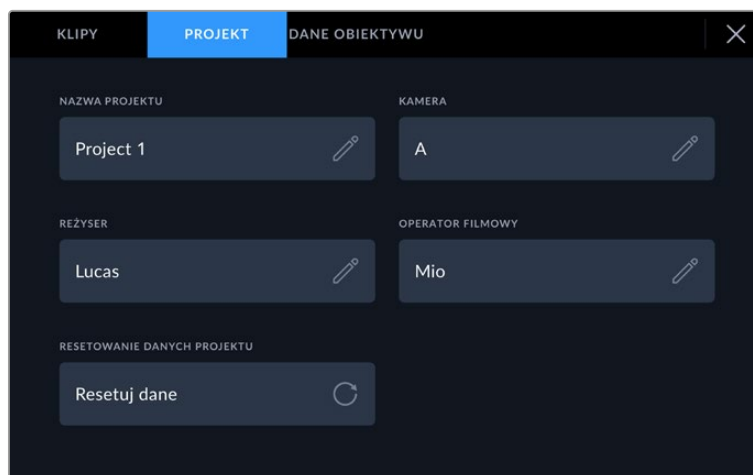 KLIPY PROJEKT DANE OBIEKTYWU
NAZWA PROJEKTU KAMERA
Project 1 A
REŻYSER OPERATOR FILMOWY
Lucas Mio
RESETOWANIE DANYCH PROJEKTU
Resetuj dane